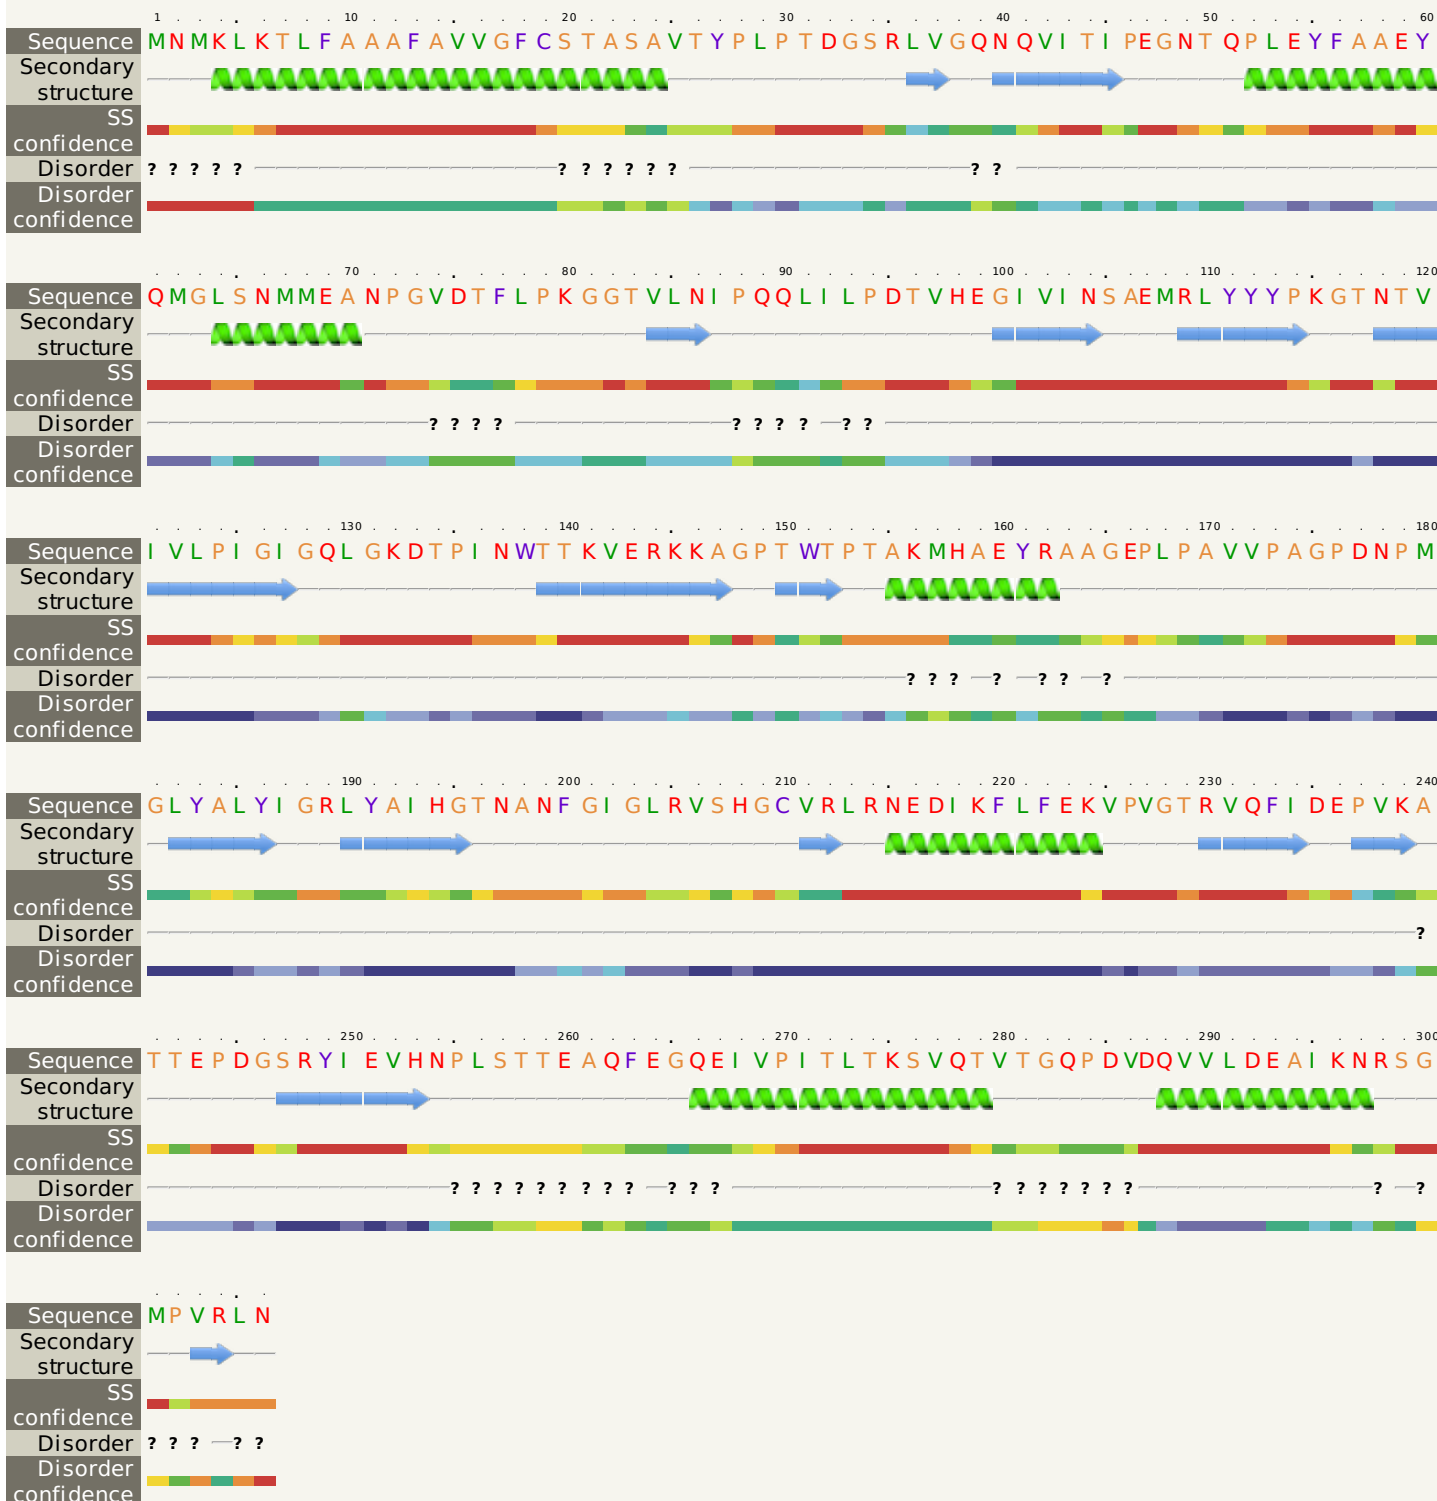 1 10 20 30 40 50 60
Sequence MNMKLKTLFAAAFAVVGFCSTASAVTYPLPTDGSRLVGQNQVITIPEGNTQPLEYFAAEY
Secondary
structure
SS
confidence
Disorder ? ? ? ? ? ? ? ? ? ? ? ? ?
Disorder
confidence
70 80 90 100 110 120
Sequence QMGLSNMMEANPGVDTFLPKGGTVLNIPQQLILPDTVHEGIVINSAEMRLYYYPKGTNTV
Secondary
structure
SS
confidence
Disorder ? ? ? ? ? ? ? ? ? ?
Disorder
confidence
130 140 150 160 170 180
Sequence IVLPIGIGQLGKDTPINWTTKVERKKAGPTWTPTAKMHAEYRAAGEPLPAVVPAGPDNPM
Secondary
structure
SS
confidence
Disorder ? ? ? ? ? ? ?
Disorder
confidence
190 200 210 220 230 240
Sequence GLYALYIGRLYAIHGTNANFGIGLRVSHGCVRLRNEDIKFLFEKVPVGTRVQFIDEPVKA
Secondary
structure
SS
confidence
Disorder ?
Disorder
confidence
250 260 270 280 290 300
Sequence TTEPDGSRYIEVHNPLSTTEAQFEGQEIVPITLTKSVQTVTGQPDVDQVVLDEAIKNRSG
Secondary
structure
SS
confidence
Disorder ? ? ? ? ? ? ? ? ? ? ? ? ? ? ? ? ? ? ? ? ?
Disorder
confidence
Sequence MPVRLN
Secondary
structure
SS
confidence
Disorder ? ? ? ? ?
Disorder
confidence